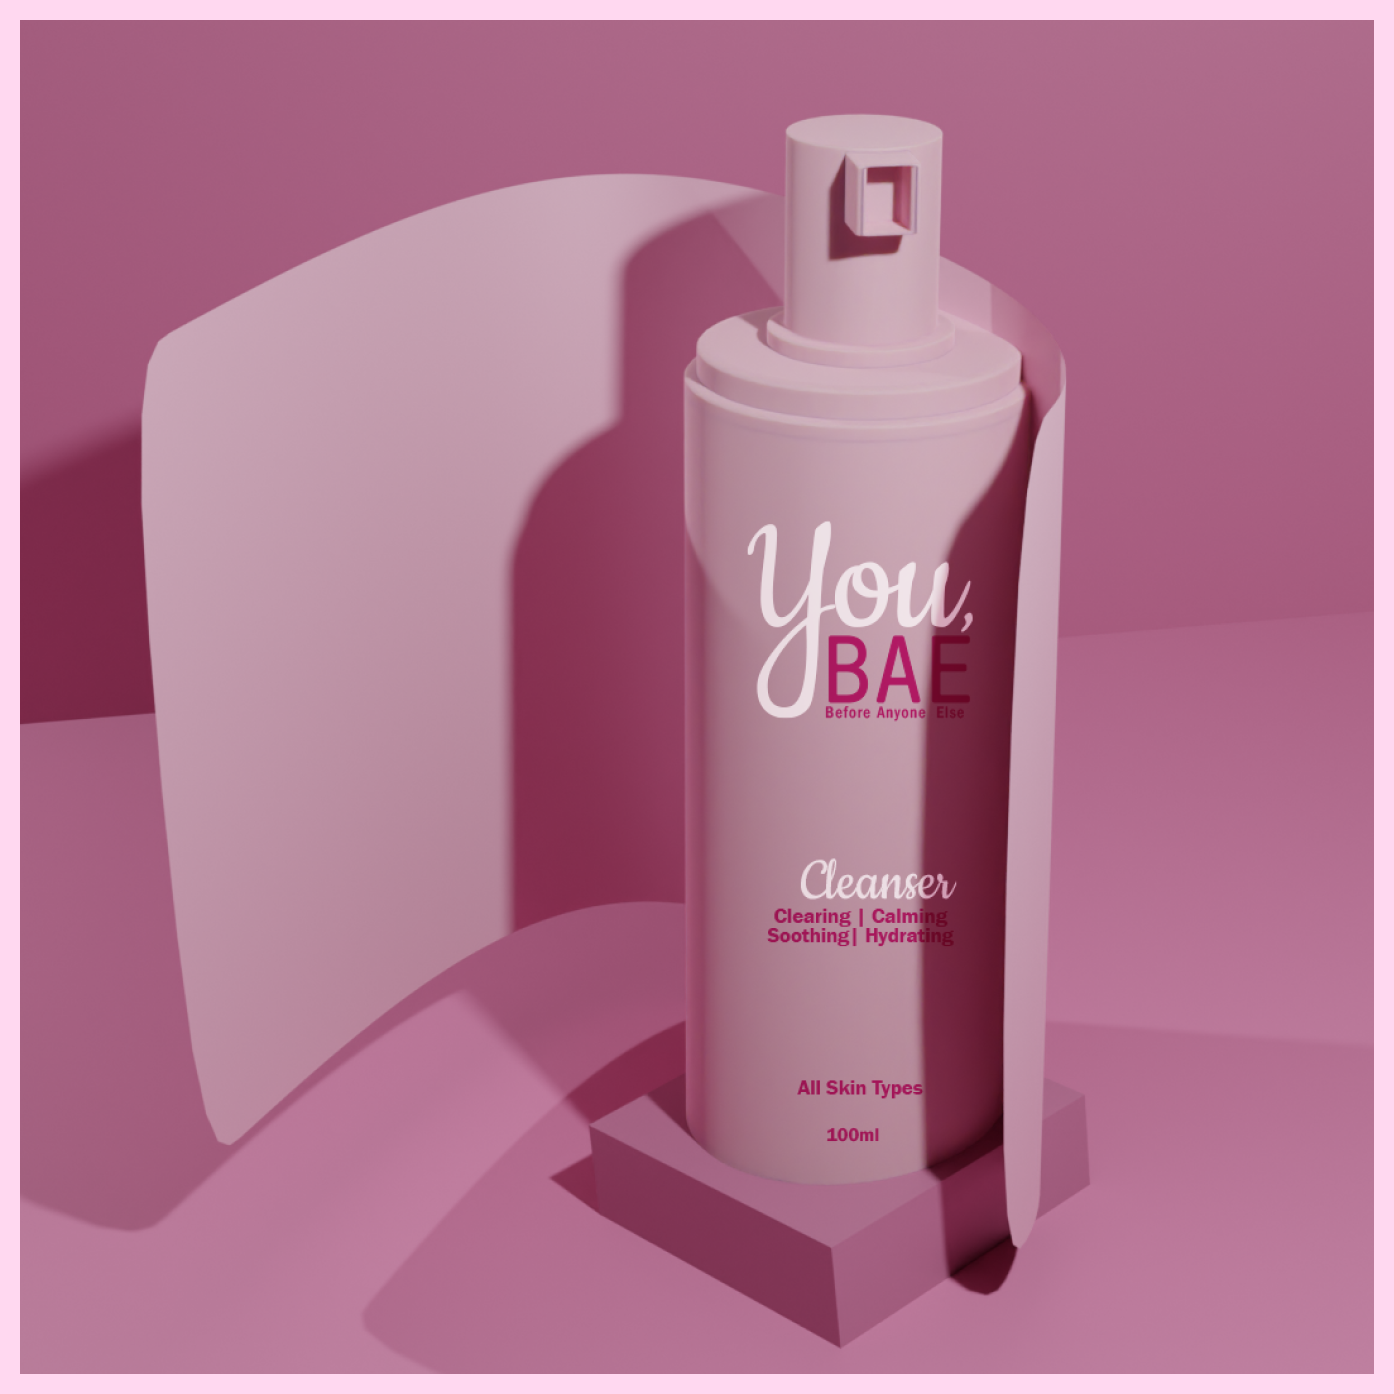 You,
BAE
Before Anyone Else
Cleanser
Clearing | Calming
Soothing| Hydrating
All Skin Types
100ml